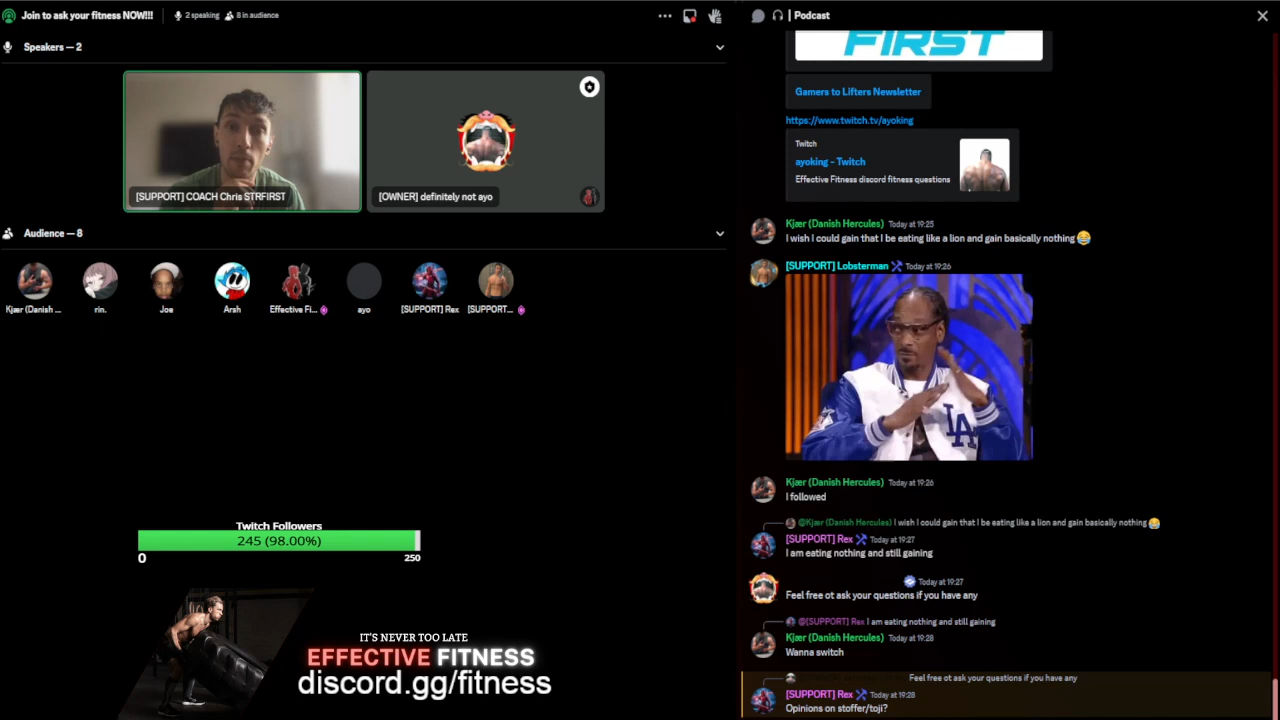 Join to ask your fitness NOW!!!
2 speaking
8 in audience
Speakers — 2
[SUPPORT] COACH Chris STRFIRST
[OWNER] definitely not ayo
Audience — 8
Kjær (Danish ...
rin.
Joe
Arsh
Effective Fi...
ayo
[SUPPORT] Rex
[SUPPORT...
Twitch Followers
245 (98.00%)
0
250
IT'S NEVER TOO LATE
EFFECTIVE FITNESS
discord.gg/fitness
Podcast
FIRST
Gamers to Lifters Newsletter
https://www.twitch.tv/ayoking
Twitch
ayoking - Twitch
Effective Fitness discord fitness questions
Kjær (Danish Hercules) Today at 19:25
I wish I could gain that I be eating like a lion and gain basically nothing
[SUPPORT] Lobsterman Today at 19:26
LA
Kjær (Danish Hercules) Today at 19:26
I followed
@Kjær (Danish Hercules) I wish I could gain that I be eating like a lion and gain basically nothing
[SUPPORT] Rex Today at 19:27
I am eating nothing and still gaining
Today at 19:27
Feel free ot ask your questions if you have any
@[SUPPORT] Rex I am eating nothing and still gaining
Kjær (Danish Hercules) Today at 19:28
Wanna switch
Feel free ot ask your questions if you have any
[SUPPORT] Rex Today at 19:28
Opinions on stoffer/toji?